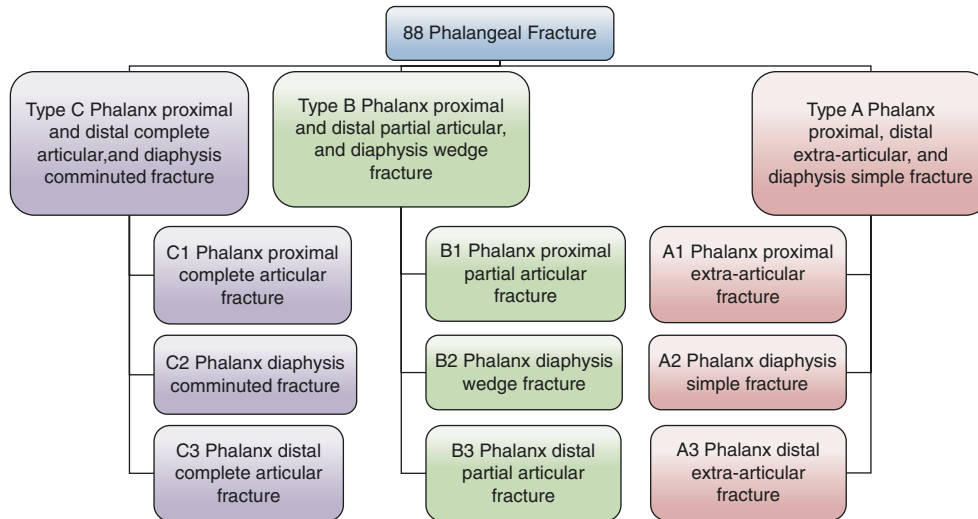 88 Phalangeal Fracture
Type C Phalanx proximal
and distal complete
articular,and diaphysis
comminuted fracture
Type B Phalanx proximal
and distal partial articular,
and diaphysis wedge
fracture
Type A Phalanx
proximal, distal
extra-articular, and
diaphysis simple fracture
C1 Phalanx proximal
complete articular
fracture
B1 Phalanx proximal
partial articular
fracture
A1 Phalanx proximal
extra-articular
fracture
C2 Phalanx diaphysis
comminuted fracture
B2 Phalanx diaphysis
wedge fracture
A2 Phalanx diaphysis
simple fracture
C3 Phalanx distal
complete articular
fracture
B3 Phalanx distal
partial articular
fracture
A3 Phalanx distal
extra-articular
fracture